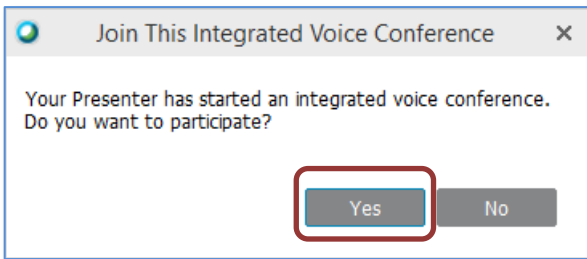 Join This Integrated Voice Conference
Your Presenter has started an integrated voice conference.
Do you want to participate?
Yes No